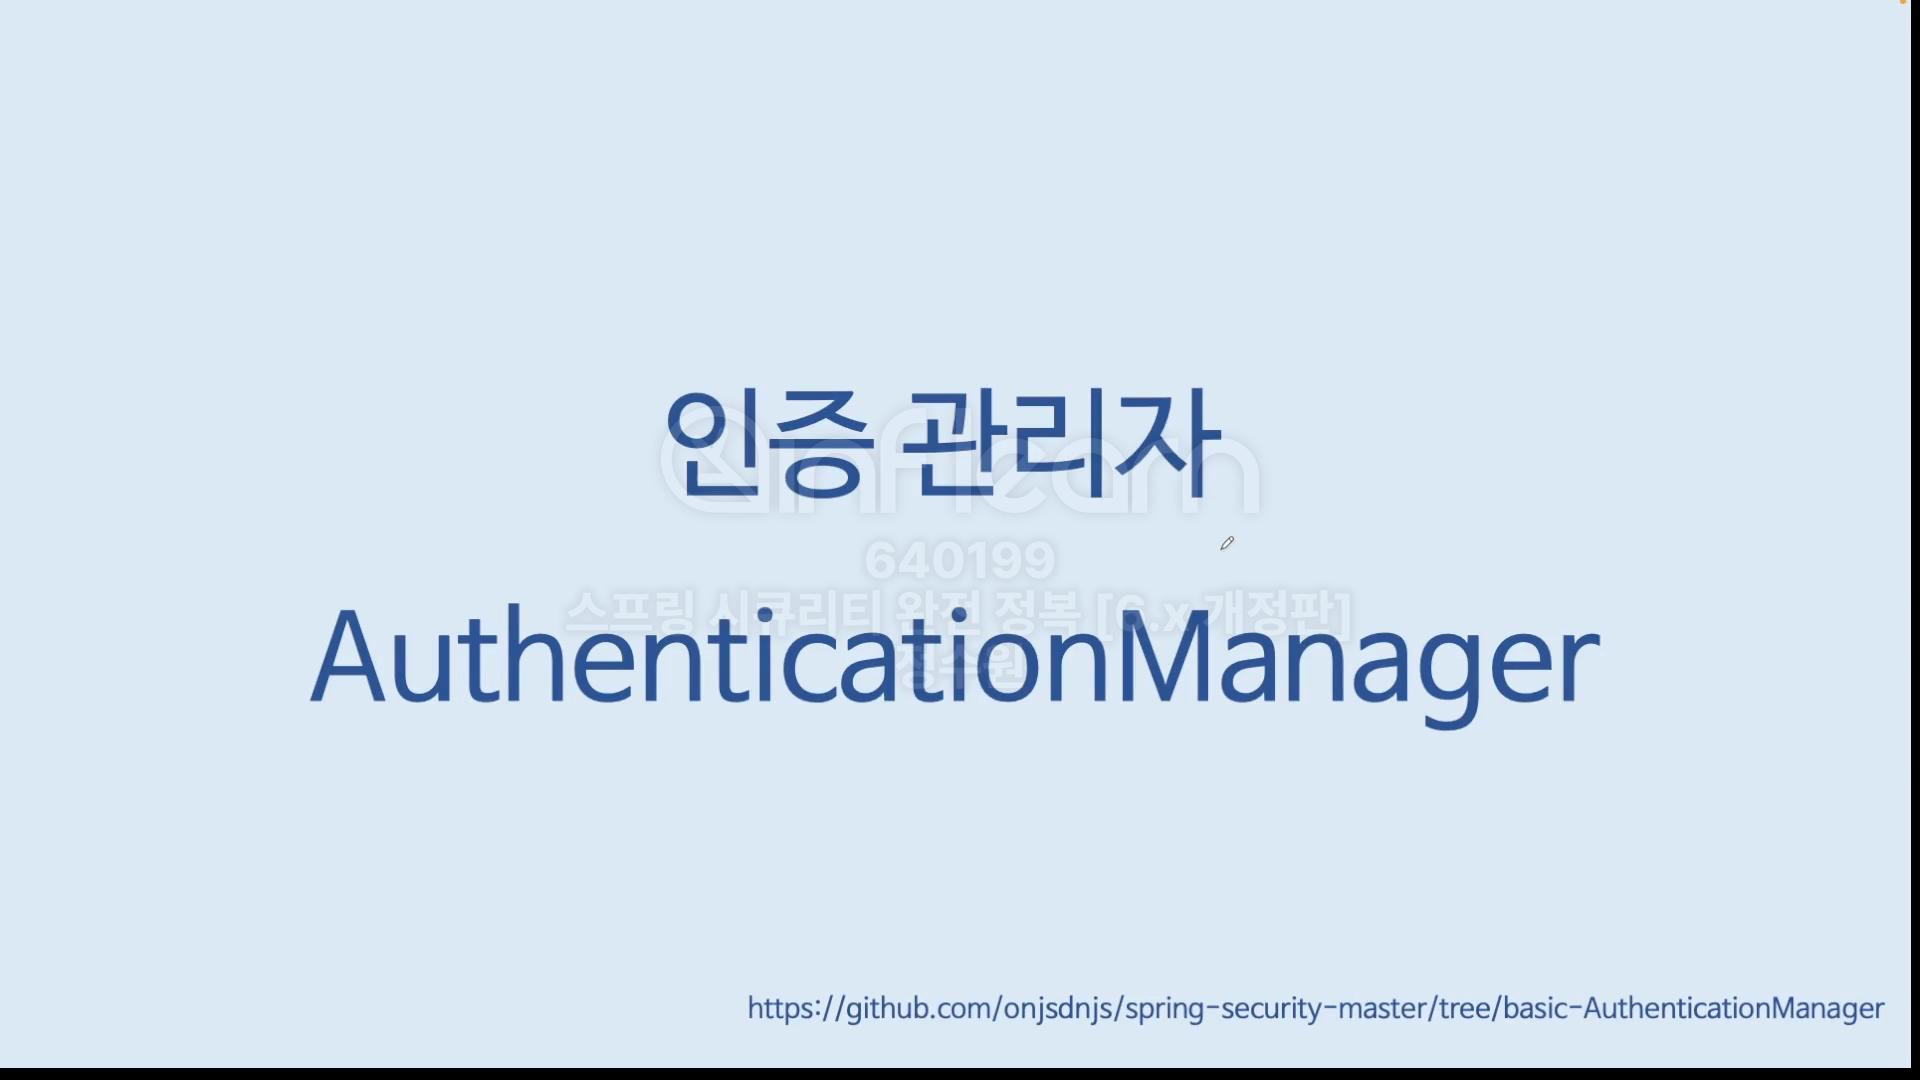 인증 관리자
inflearn
640199
스프링 시큐리티 완전 정복 [6.x 개정판]
정수원
AuthenticationManager
https://github.com/onjsdnjs/spring-security-master/tree/basic-AuthenticationManager